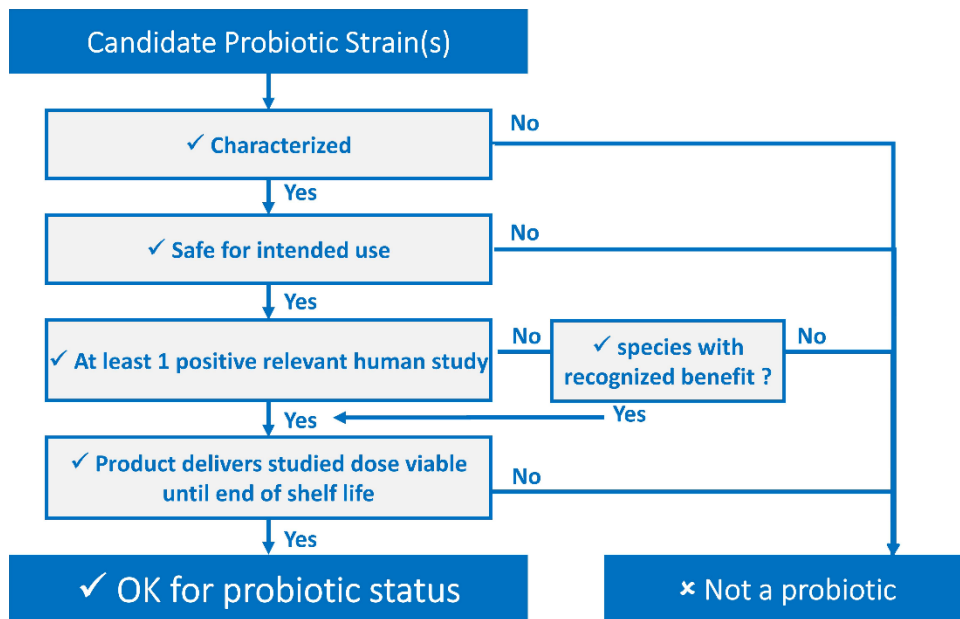 Candidate Probiotic Strain(s)
No
✓ Characterized
Yes
No
✓ Safe for intended use
Yes
No
No
✓ At least 1 positive relevant human study
✓ species with
recognized benefit ?
Yes
Yes
✓ Product delivers studied dose viable
until end of shelf life
No
Yes
✓ OK for probiotic status
× Not a probiotic